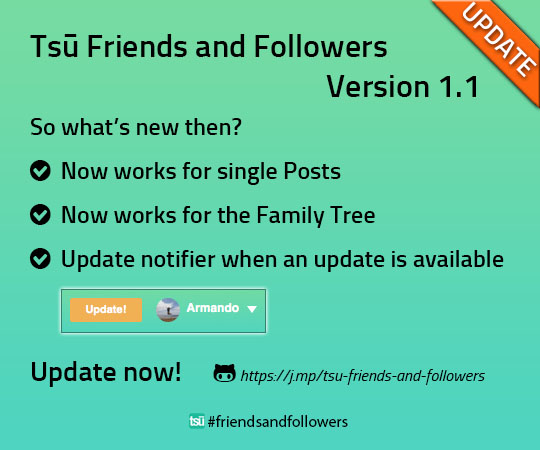 UPDATE
Tsū Friends and Followers
Version 1.1
So what's new then?
Now works for single Posts
Now works for the Family Tree
Update notifier when an update is available
Update! Armando
Update now! https://j.mp/tsu-friends-and-followers
tsū #friendsandfollowers